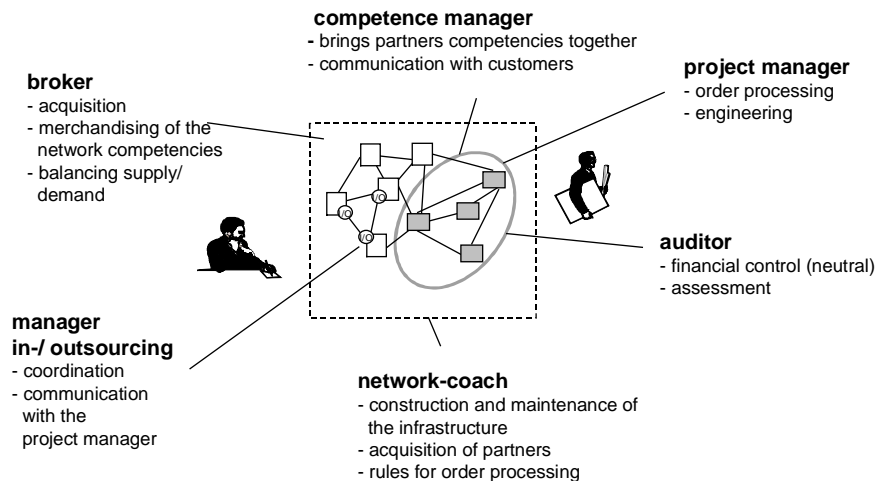 competence manager
- brings partners competencies together
- communication with customers
broker
- acquisition
- merchandising of the
network competencies
- balancing supply/
demand
project manager
- order processing
- engineering
I/O
I/O
I/O
auditor
- financial control (neutral)
- assessment
manager
in-/ outsourcing
- coordination
- communication
with the
project manager
network-coach
- construction and maintenance of
the infrastructure
- acquisition of partners
- rules for order processing